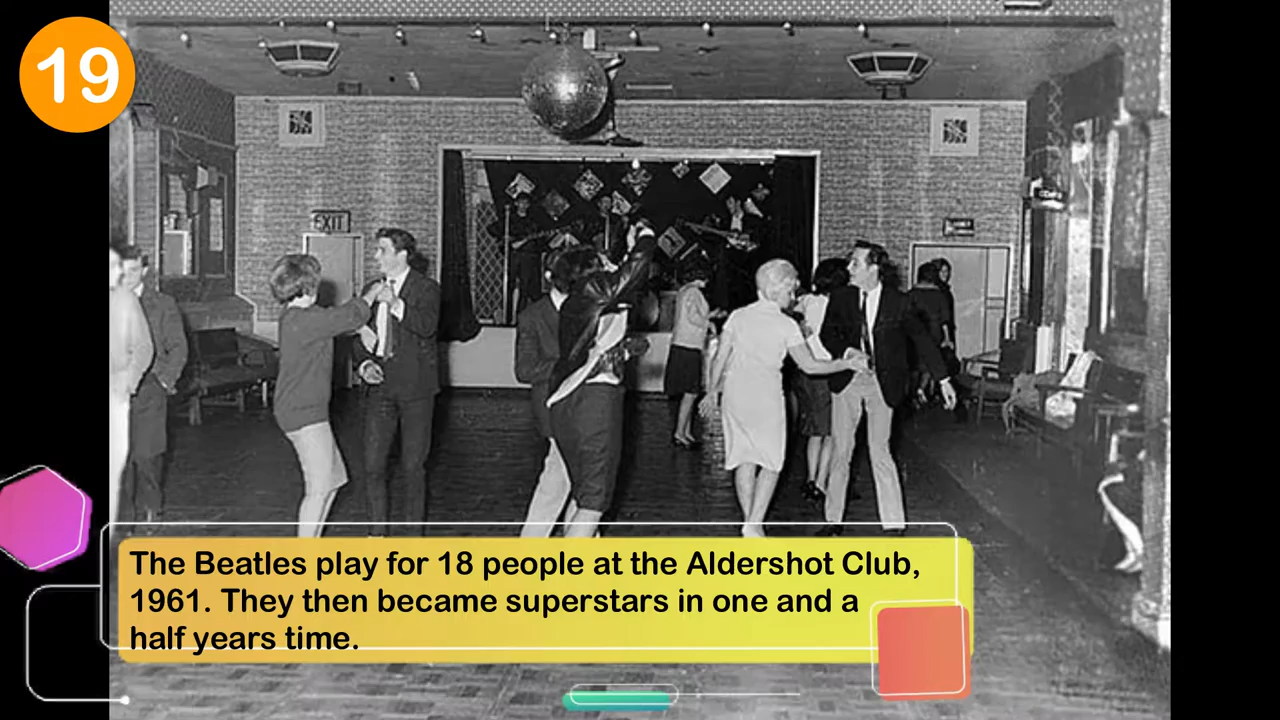 19
EXIT
The Beatles play for 18 people at the Aldershot Club,
1961. They then became superstars in one and a
half years time.